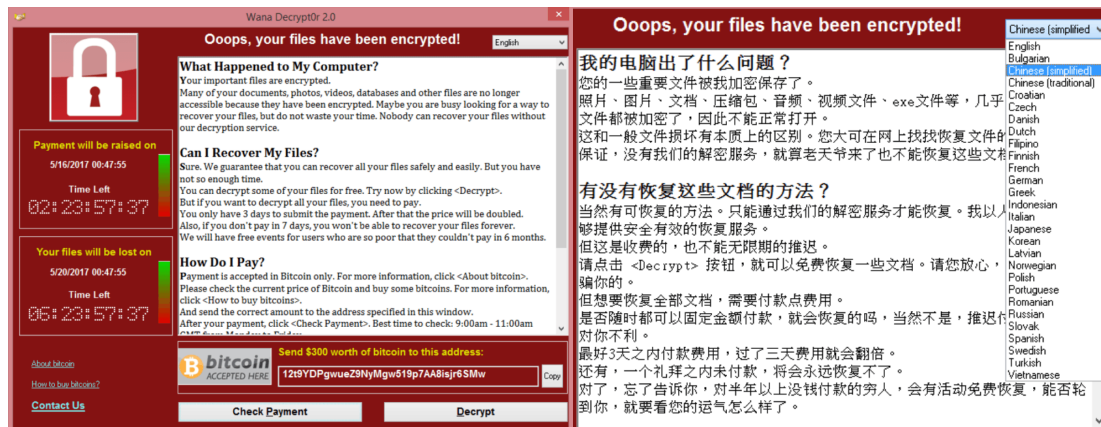 Wana Decrypt0r 2.0
Ooops, your files have been encrypted!
English
What Happened to My Computer?
Your important files are encrypted.
Many of your documents, photos, videos, databases and other files are no longer
accessible because they have been encrypted. Maybe you are busy looking for a way to
recover your files, but do not waste your time. Nobody can recover your files without
our decryption service.
Can I Recover My Files?
Sure. We guarantee that you can recover all your files safely and easily. But you have
not so enough time.
You can decrypt some of your files for free. Try now by clicking <Decrypt>.
But if you want to decrypt all your files, you need to pay.
You only have 3 days to submit the payment. After that the price will be doubled.
Also, if you don't pay in 7 days, you won't be able to recover your files forever.
We will have free events for users who are so poor that they couldn't pay in 6 months.
How Do I Pay?
Payment is accepted in Bitcoin only. For more information, click <About bitcoin>.
Please check the current price of Bitcoin and buy some bitcoins. For more information,
click <How to buy bitcoins>.
And send the correct amount to the address specified in this window.
After your payment, click <Check Payment>. Best time to check: 9:00am - 11:00am
GMT from Monday to Friday.
Payment will be raised on
5/16/2017 00:47:55
Time Left
02:23:57:37
Your files will be lost on
5/20/2017 00:47:55
Time Left
06:23:57:37
About bitcoin
How to buy bitcoins?
Contact Us
bitcoin
ACCEPTED HERE
Send $300 worth of bitcoin to this address:
12t9YDPgwueZ9NyMgw519p7AA8isjr6SMw
Copy
Check Payment
Decrypt
Ooops, your files have been encrypted!
Chinese (simplified
我的电脑出了什么问题？
您的一些重要文件被我加密保存了。
照片、图片、文档、压缩包、音频、视频文件、exe文件等，几乎
文件都被加密了，因此不能正常打开。
这和一般文件损坏有本质上的区别。您大可在网上找找恢复文件的
保证，没有我们的解密服务，就算老天爷来了也不能恢复这些文档
有没有恢复这些文档的方法？
当然有可恢复的方法。只能通过我们的解密服务才能恢复。我以人
够提供安全有效的恢复服务。
但这是收费的，也不能无限期的推迟。
请点击 <Decrypt> 按钮，就可以免费恢复一些文档。请您放心，
骗你的。
但想要恢复全部文档，需要付款点费用。
是否随时都可以固定金额付款，就会恢复的吗，当然不是，推迟付
对你不利。
最好3天之内付款费用，过了三天费用就会翻倍。
还有，一个礼拜之内未付款，将会永远恢复不了。
对了，忘了告诉你，对半年以上没钱付款的穷人，会有活动免费恢复，能否轮
到你，就要看您的运气怎么样了。
English
Bulgarian
Chinese (simplified)
Chinese (traditional)
Croatian
Czech
Danish
Dutch
Filipino
Finnish
French
German
Greek
Indonesian
Italian
Japanese
Korean
Latvian
Norwegian
Polish
Portuguese
Romanian
Russian
Slovak
Spanish
Swedish
Turkish
Vietnamese